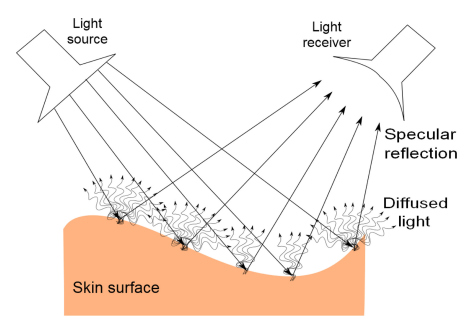 Light
source
Light
receiver
Specular
reflection
Diffused
light
Skin surface